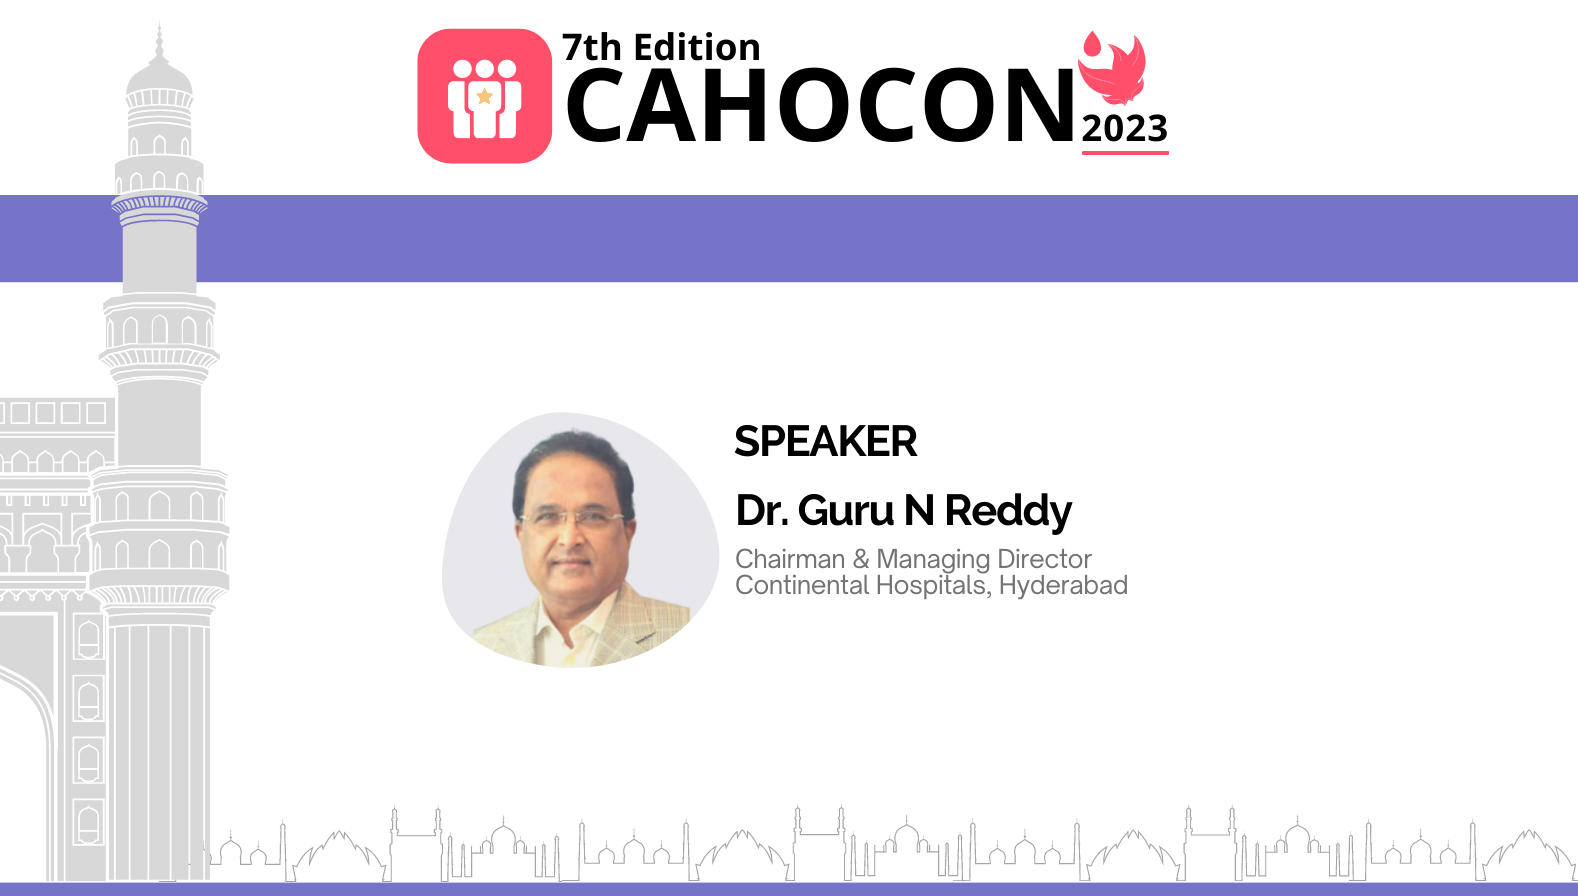 7th Edition
CAHOCON
2023
SPEAKER
Dr. Guru N Reddy
Chairman & Managing Director
Continental Hospitals, Hyderabad